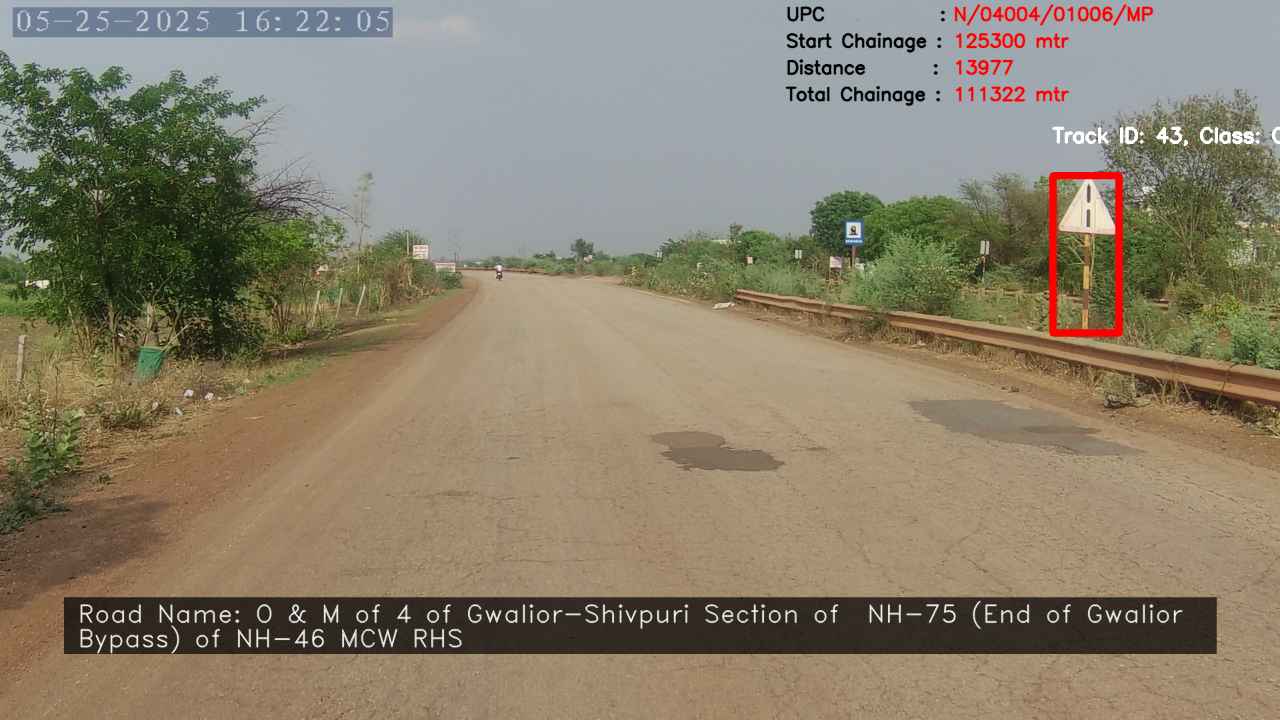 05-25-2025 16:22:05
UPC : N/04004/01006/MP
Start Chainage : 125300 mtr
Distance : 13977
Total Chainage : 111322 mtr
Track ID: 43, Class:
Road Name: O & M of 4 of Gwalior-Shivpuri Section of NH-75 (End of Gwalior
Bypass) of NH-46 MCW RHS